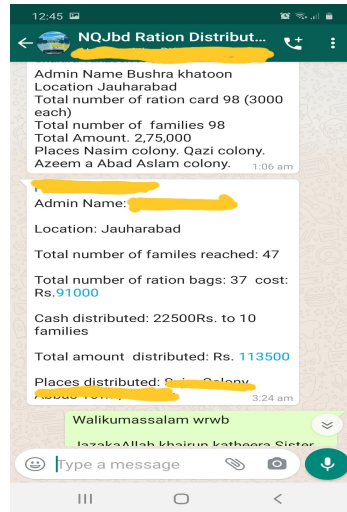 12:45
NQJbd Ration Distribut...
Admin Name Bushra khatoon
Location Jauharabad
Total number of ration card 98 (3000
each)
Total number of  families 98
Total Amount. 2,75,000
Places Nasim colony. Qazi colony.
Azeem a Abad Aslam colony.
1:06 am
Admin Name:
Location: Jauharabad
Total number of familes reached: 47
Total number of ration bags: 37  cost:
Rs.91000
Cash distributed: 22500Rs. to 10
families
Total amount  distributed: Rs. 113500
Places distributed:
3:24 am
Walikumassalam wrwb
JazakaAllah khairun katheera Sister
Type a message